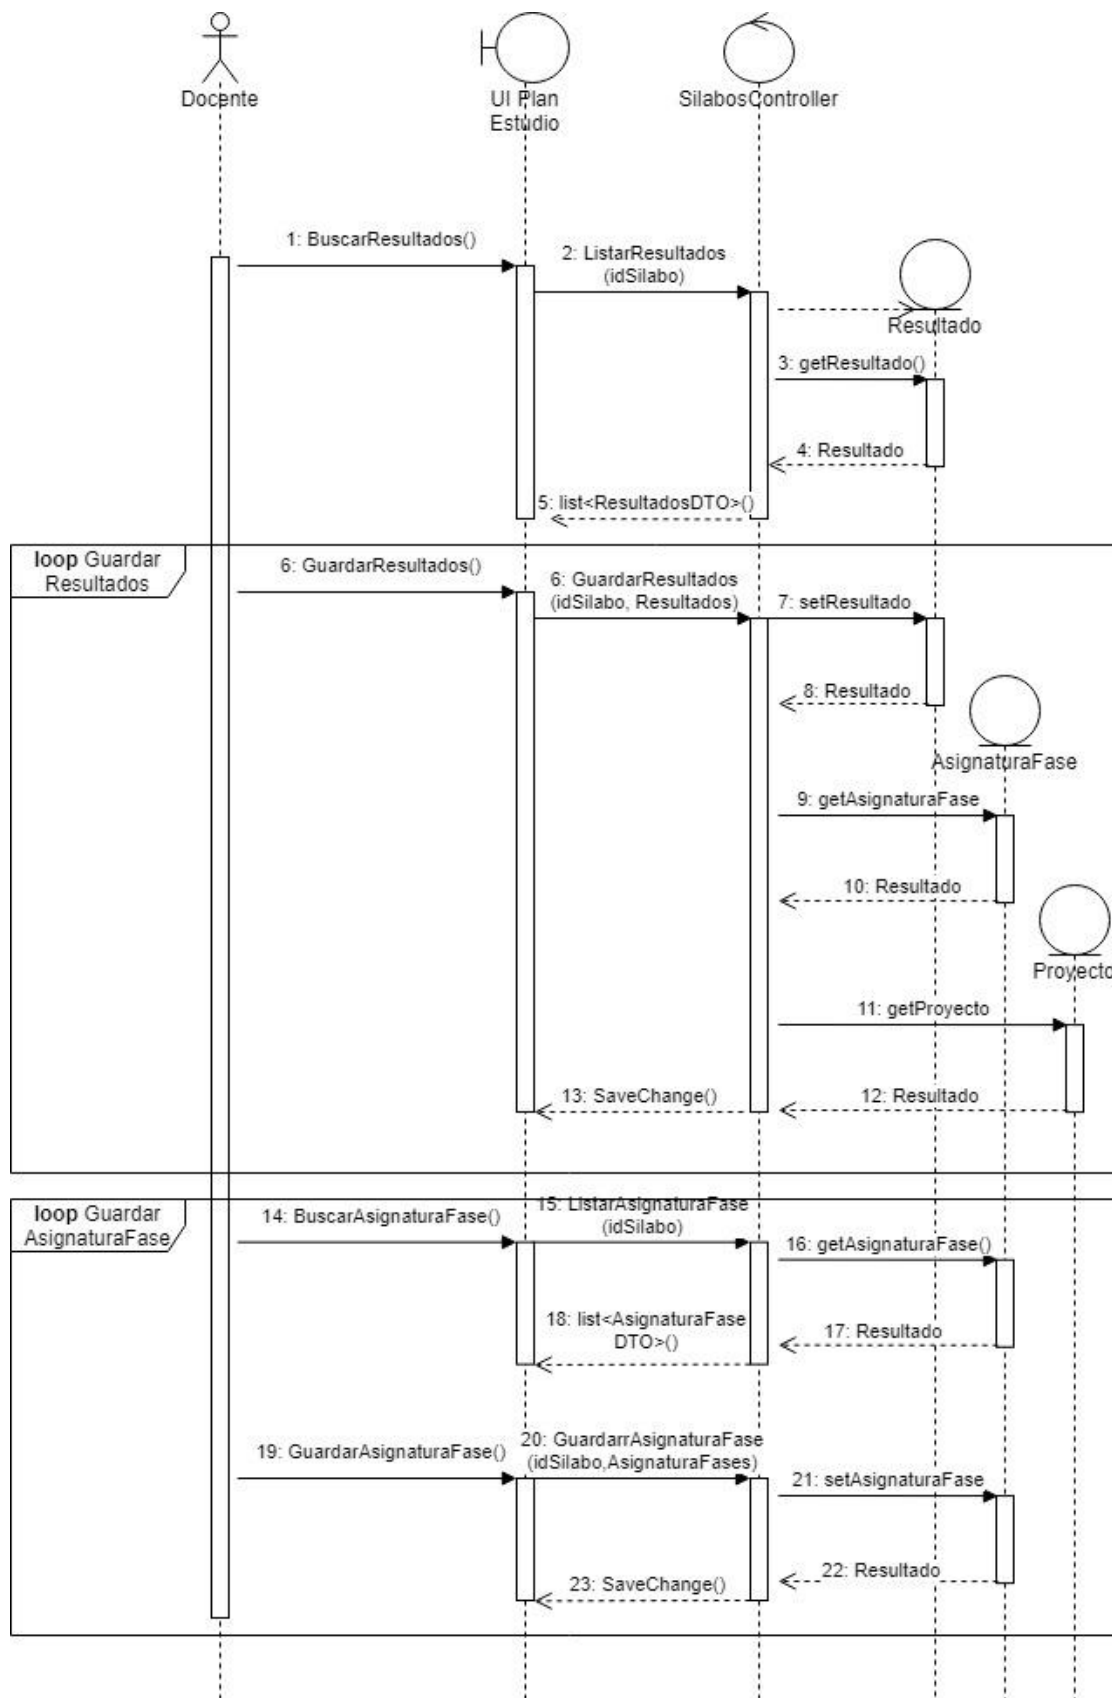 Docente
UI Plan
Estudio
SilabosController
1: BuscarResultados()
2: ListarResultados
(idSilabo)
Resultado
3: getResultado()
4: Resultado
5: list<ResultadosDTO>()
loop Guardar
Resultados
6: GuardarResultados()
6: GuardarResultados
(idSilabo, Resultados)
7: setResultado
8: Resultado
AsignaturaFase
9: getAsignaturaFase
10: Resultado
Proyecto
11: getProyecto
12: Resultado
13: SaveChange()
loop Guardar
AsignaturaFase
14: BuscarAsignaturaFase()
15: ListarAsignaturaFase
(idSilabo)
16: getAsignaturaFase()
17: Resultado
18: list<AsignaturaFase
DTO>()
19: GuardarAsignaturaFase()
20: GuardarrAsignaturaFase
(idSilabo,AsignaturaFases)
21: setAsignaturaFase
22: Resultado
23: SaveChange()